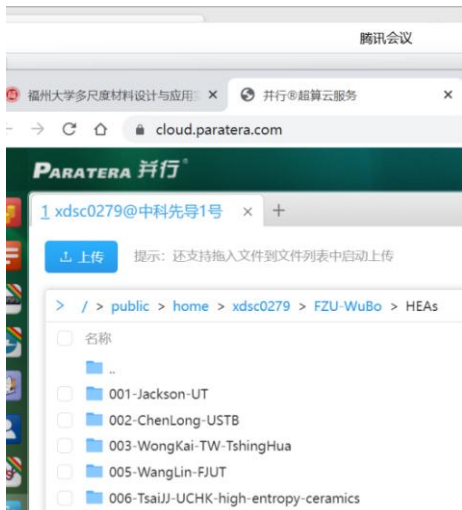 腾讯会议
福州大学多尺度材料设计与应用
并行®超算云服务
cloud.paratera.com
PARATERA 并行®
1 xdsc0279@中科先导1号
上传 提示：还支持拖入文件到文件列表中启动上传
> / > public > home > xdsc0279 > FZU-WuBo > HEAs
名称
..
001-Jackson-UT
002-ChenLong-USTB
003-WongKai-TW-TshingHua
005-WangLin-FJUT
006-TsaiJJ-UCHK-high-entropy-ceramics